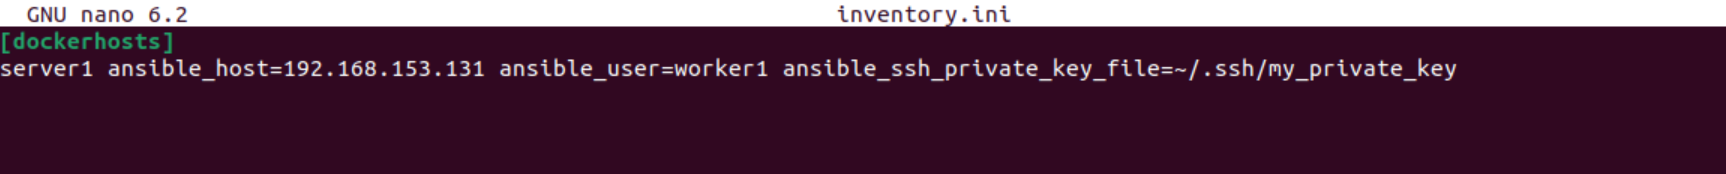 GNU nano 6.2 inventory.ini
[dockerhosts]
server1 ansible_host=192.168.153.131 ansible_user=worker1 ansible_ssh_private_key_file=~/.ssh/my_private_key